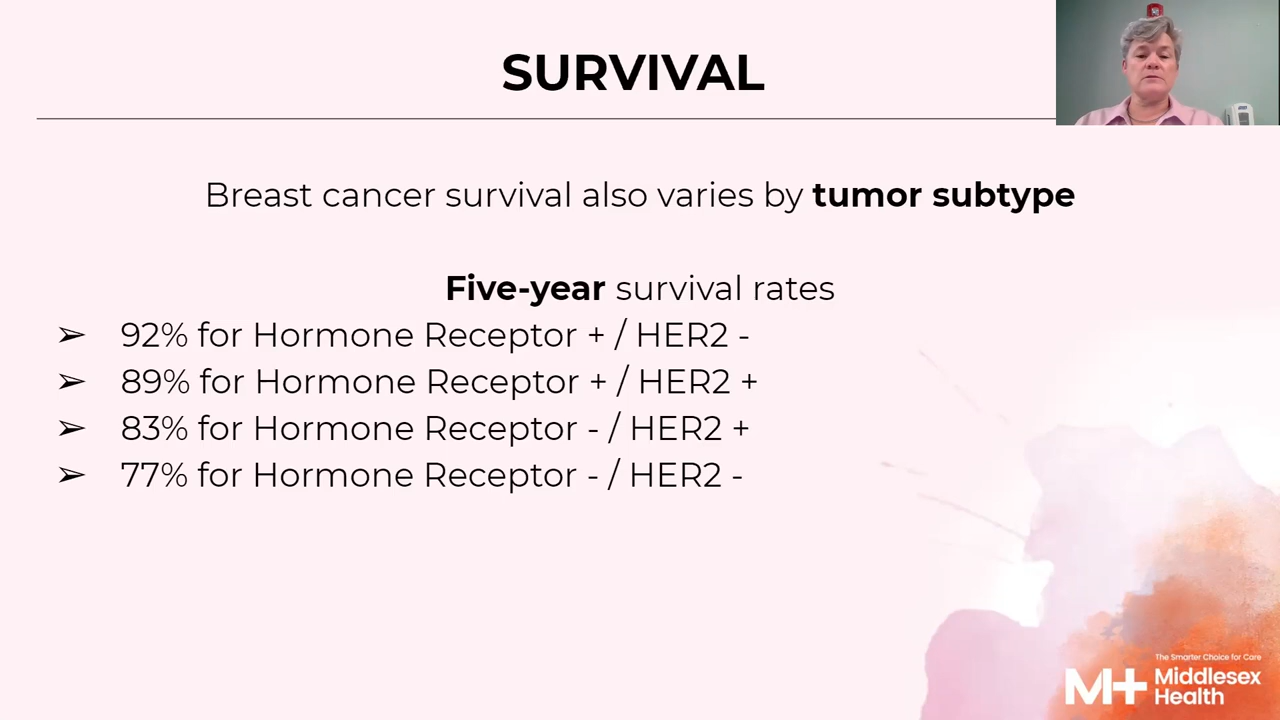 SURVIVAL
Breast cancer survival also varies by tumor subtype
Five-year survival rates
➢ 92% for Hormone Receptor + / HER2 -
➢ 89% for Hormone Receptor + / HER2 +
➢ 83% for Hormone Receptor - / HER2 +
➢ 77% for Hormone Receptor - / HER2 -
The Smarter Choice for Care
M+ Middlesex
Health